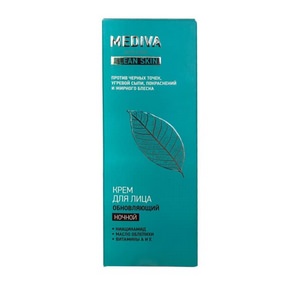 MEDIVA
CLEAN SKIN
ПРОТИВ ЧЕРНЫХ ТОЧЕК,
УГРЕВОЙ СЫПИ, ПОКРАСНЕНИЙ
И ЖИРНОГО БЛЕСКА
КРЕМ
ДЛЯ ЛИЦА
ОБНОВЛЯЮЩИЙ
НОЧНОЙ
• НИАЦИНАМИД
• МАСЛО
• ВИТАМИНЫ А И Е